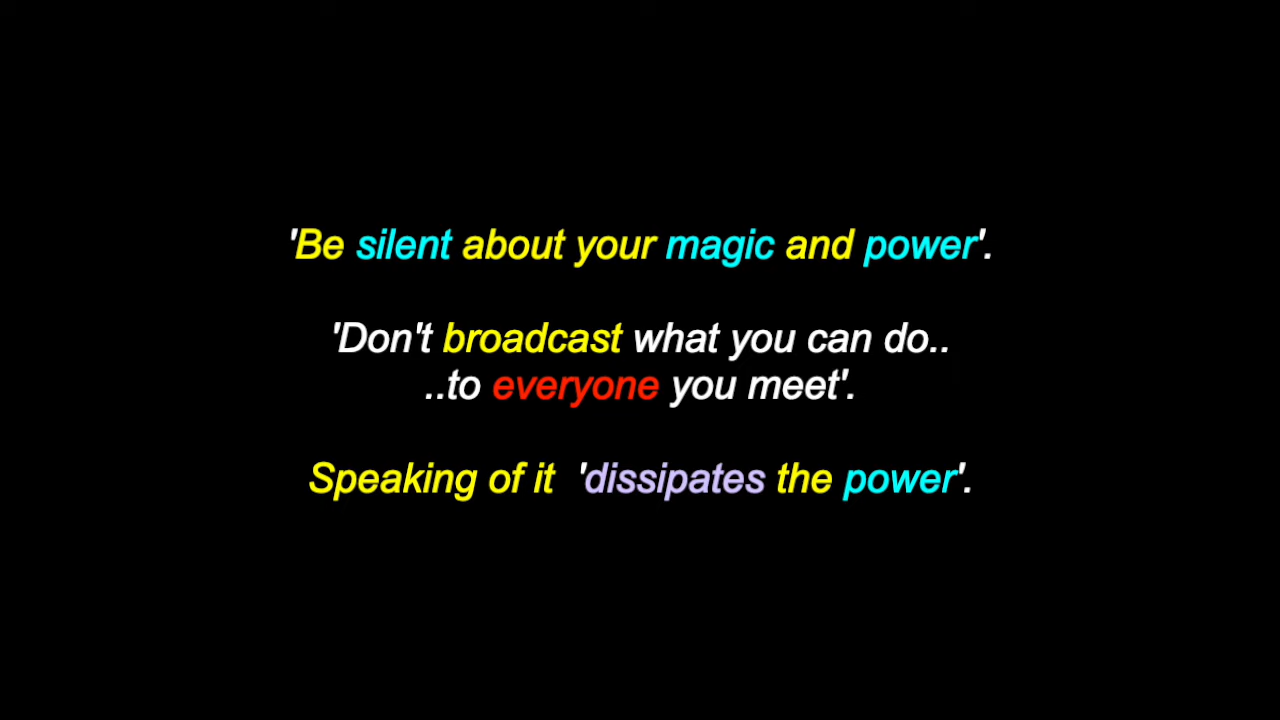 'Be silent about your magic and power'.
'Don't broadcast what you can do..
..to everyone you meet'.
Speaking of it  'dissipates the power'.